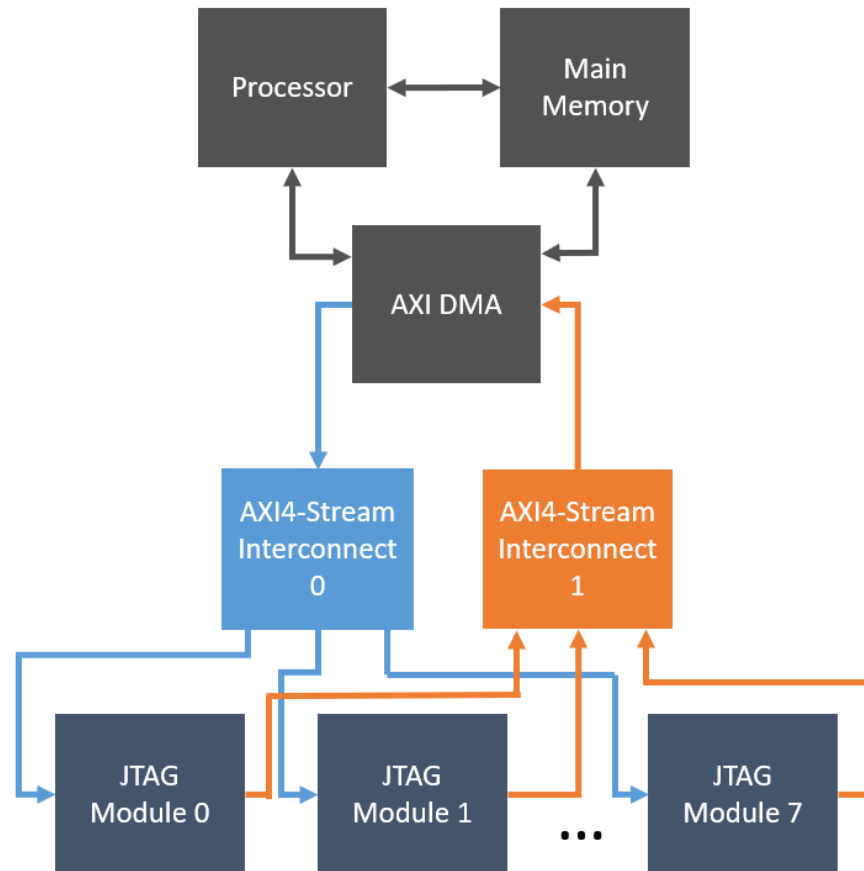 Processor
Main
Memory
AXI DMA
AXI4-Stream
Interconnect
0
AXI4-Stream
Interconnect
1
JTAG
Module 0
JTAG
Module 1
...
JTAG
Module 7